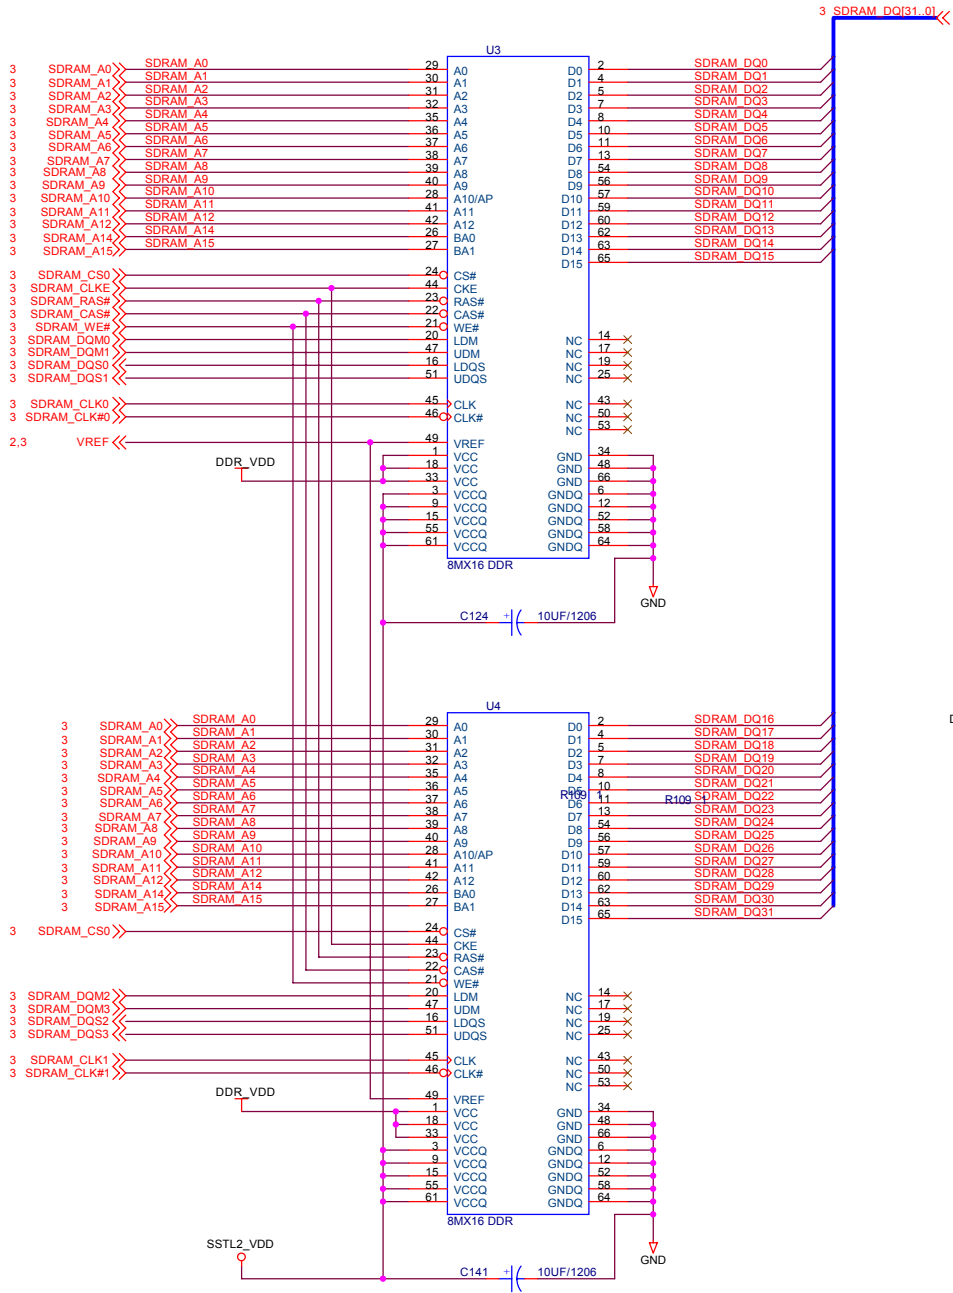 3 SDRAM_DQ[31..0]
U3
3 SDRAM_A0 SDRAM_A0 29 A0 D0 2 SDRAM_DQ0
3 SDRAM_A1 SDRAM_A1 30 A1 D1 4 SDRAM_DQ1
3 SDRAM_A2 SDRAM_A2 31 A2 D2 5 SDRAM_DQ2
3 SDRAM_A3 SDRAM_A3 32 A3 D3 7 SDRAM_DQ3
3 SDRAM_A4 SDRAM_A4 35 A4 D4 8 SDRAM_DQ4
3 SDRAM_A5 SDRAM_A5 36 A5 D5 10 SDRAM_DQ5
3 SDRAM_A6 SDRAM_A6 37 A6 D6 11 SDRAM_DQ6
3 SDRAM_A7 SDRAM_A7 38 A7 D7 13 SDRAM_DQ7
3 SDRAM_A8 SDRAM_A8 39 A8 D8 54 SDRAM_DQ8
3 SDRAM_A9 SDRAM_A9 40 A9 D9 56 SDRAM_DQ9
3 SDRAM_A10 SDRAM_A10 28 A10/AP D10 57 SDRAM_DQ10
3 SDRAM_A11 SDRAM_A11 41 A11 D11 59 SDRAM_DQ11
3 SDRAM_A12 SDRAM_A12 42 A12 D12 60 SDRAM_DQ12
3 SDRAM_A14 SDRAM_A14 26 BA0 D13 62 SDRAM_DQ13
3 SDRAM_A15 SDRAM_A15 27 BA1 D14 63 SDRAM_DQ14
D15 65 SDRAM_DQ15
3 SDRAM_CS0 24 CS#
3 SDRAM_CLKE 44 CKE
3 SDRAM_RAS# 23 RAS#
3 SDRAM_CAS# 22 CAS#
3 SDRAM_WE# 21 WE#
3 SDRAM_DQM0 20 LDM NC 14
3 SDRAM_DQM1 47 UDM NC 17
3 SDRAM_DQS0 16 LDQS NC 19
3 SDRAM_DQS1 51 UDQS NC 25
3 SDRAM_CLK0 45 CLK NC 43
3 SDRAM_CLK#0 46 CLK# NC 50
NC 53
2,3 VREF 49 VREF
DDR_VDD 1 VCC GND 34
18 VCC GND 48
33 VCC GND 66
3 VCCQ GNDQ 6
9 VCCQ GNDQ 12
15 VCCQ GNDQ 52
55 VCCQ GNDQ 58
61 VCCQ GNDQ 64
8MX16 DDR
GND
C124 + 10UF/1206
U4
3 SDRAM_A0 SDRAM_A0 29 A0 D0 2 SDRAM_DQ16
3 SDRAM_A1 SDRAM_A1 30 A1 D1 4 SDRAM_DQ17
3 SDRAM_A2 SDRAM_A2 31 A2 D2 5 SDRAM_DQ18
3 SDRAM_A3 SDRAM_A3 32 A3 D3 7 SDRAM_DQ19
3 SDRAM_A4 SDRAM_A4 35 A4 D4 8 SDRAM_DQ20
3 SDRAM_A5 SDRAM_A5 36 A5 D5 10 SDRAM_DQ21
3 SDRAM_A6 SDRAM_A6 37 A6 D6 11 SDRAM_DQ22
R109 1 R109 1
3 SDRAM_A7 SDRAM_A7 38 A7 D7 13 SDRAM_DQ23
3 SDRAM_A8 SDRAM_A8 39 A8 D8 54 SDRAM_DQ24
3 SDRAM_A9 SDRAM_A9 40 A9 D9 56 SDRAM_DQ25
3 SDRAM_A10 SDRAM_A10 28 A10/AP D10 57 SDRAM_DQ26
3 SDRAM_A11 SDRAM_A11 41 A11 D11 59 SDRAM_DQ27
3 SDRAM_A12 SDRAM_A12 42 A12 D12 60 SDRAM_DQ28
3 SDRAM_A14 SDRAM_A14 26 BA0 D13 62 SDRAM_DQ29
3 SDRAM_A15 SDRAM_A15 27 BA1 D14 63 SDRAM_DQ30
D15 65 SDRAM_DQ31
3 SDRAM_CS0 24 CS#
44 CKE
23 RAS#
22 CAS#
21 WE#
3 SDRAM_DQM2 20 LDM NC 14
3 SDRAM_DQM3 47 UDM NC 17
3 SDRAM_DQS2 16 LDQS NC 19
3 SDRAM_DQS3 51 UDQS NC 25
3 SDRAM_CLK1 45 CLK NC 43
3 SDRAM_CLK#1 46 CLK# NC 50
NC 53
49 VREF
DDR_VDD 1 VCC GND 34
18 VCC GND 48
33 VCC GND 66
3 VCCQ GNDQ 6
9 VCCQ GNDQ 12
15 VCCQ GNDQ 52
55 VCCQ GNDQ 58
61 VCCQ GNDQ 64
8MX16 DDR
SSTL2_VDD
GND
C141 + 10UF/1206